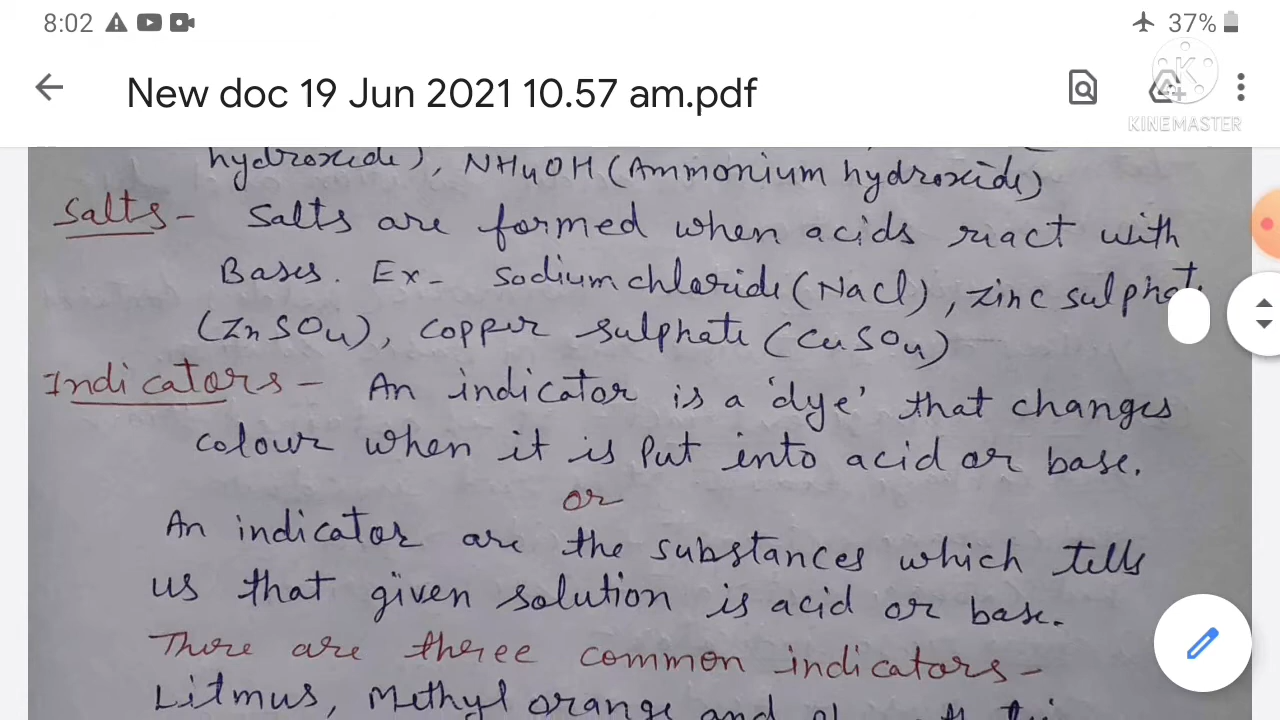 8:02
37%
New doc 19 Jun 2021 10.57 am.pdf
KINEMASTER
hydroxide), NH4OH (Ammonium hydroxide)
Salts - Salts are formed when acids react with
Bases. Ex - Sodium chloride (NaCl), zinc sulphat
(ZnSO4), Copper sulphate (CuSO4)
Indicators - An indicator is a 'dye' that changes
colour when it is Put into acid or base.
or
An indicator are the substances which tells
us that given solution is acid or base.
There are three common indicators -
Litmus, Methyl orange and